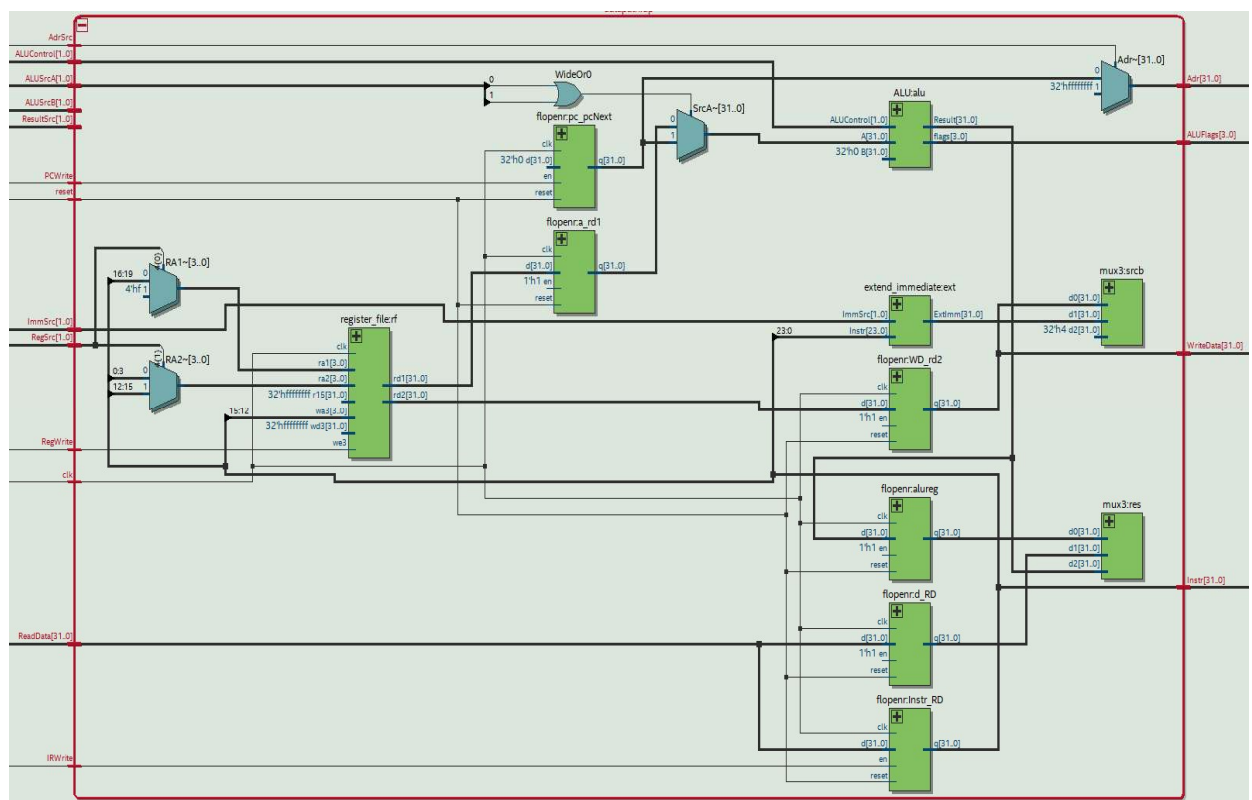 AdrSrc
ALUControl[1..0]
ALUSrcA[1..0]
ALUSrcB[1..0]
ResultSrc[1..0]
PCWrite
reset
ImmSrc[1..0]
RegSrc[1..0]
RegWrite
clk
ReadData[31..0]
IRWrite
RA1~[3..0]
16:19 0
4'hf 1
RA2~[3..0]
0:3 0
12:15 1
register_file:rf
clk
ra1[3..0]
ra2[3..0]
32'hffffffff r15[31..0]
15:12 wa3[3..0]
32'hffffffff wd3[31..0]
we3
rd1[31..0]
rd2[31..0]
WideOr0
0
1
flopenr:pc_pcNext
clk
32'h0 d[31..0]
en
reset
q[31..0]
flopenr:a_rd1
clk
d[31..0]
1'h1 en
reset
q[31..0]
SrcA~[31..0]
0
1
ALU:alu
ALUControl[1..0]
A[31..0]
32'h0 B[31..0]
Result[31..0]
flags[3..0]
Adr~[31..0]
0
32'hffffffff 1
extend_immediate:ext
ImmSrc[1..0]
23:0 Instr[23..0]
ExtImm[31..0]
mux3:srcb
d0[31..0]
d1[31..0]
32'h4 d2[31..0]
flopenr:WD_rd2
clk
d[31..0]
1'h1 en
reset
q[31..0]
flopenr:alureg
clk
d[31..0]
1'h1 en
reset
q[31..0]
mux3:res
d0[31..0]
d1[31..0]
d2[31..0]
flopenr:d_RD
clk
d[31..0]
1'h1 en
reset
q[31..0]
flopenr:Instr_RD
clk
d[31..0]
en
reset
q[31..0]
Adr[31..0]
ALUFlags[3..0]
WriteData[31..0]
Instr[31..0]